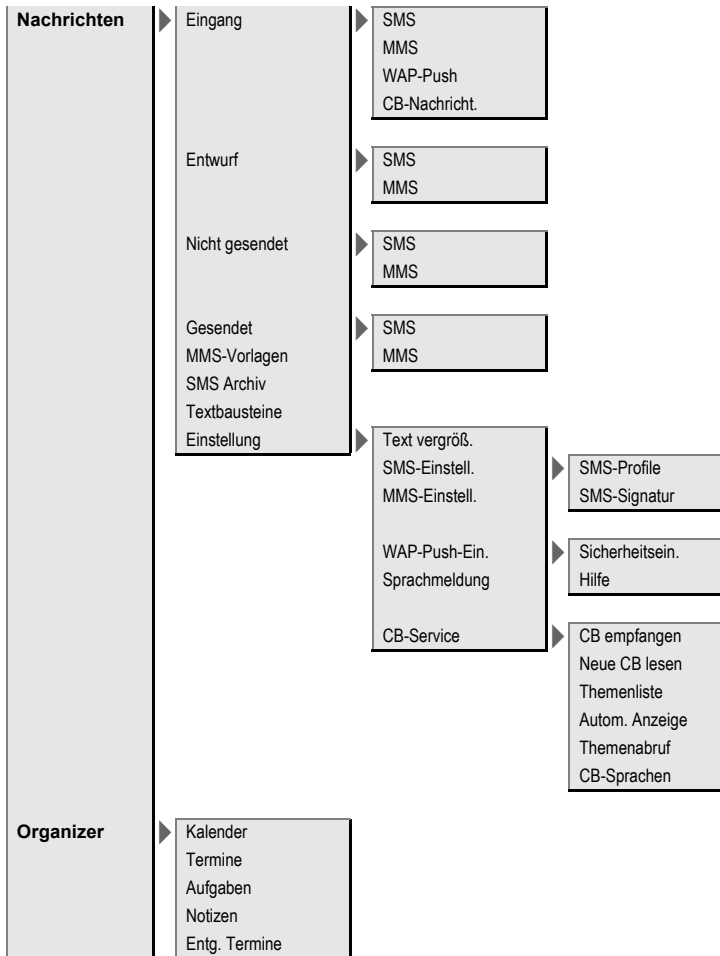 Nachrichten
Eingang
SMS
MMS
WAP-Push
CB-Nachricht.
Entwurf
SMS
MMS
Nicht gesendet
SMS
MMS
Gesendet
SMS
MMS-Vorlagen
MMS
SMS Archiv
Textbausteine
Einstellung
Text vergröß.
SMS-Einstell.
SMS-Profile
MMS-Einstell.
SMS-Signatur
WAP-Push-Ein.
Sicherheitsein.
Sprachmeldung
Hilfe
CB-Service
CB empfangen
Neue CB lesen
Themenliste
Autom. Anzeige
Themenabruf
CB-Sprachen
Organizer
Kalender
Termine
Aufgaben
Notizen
Entg. Termine